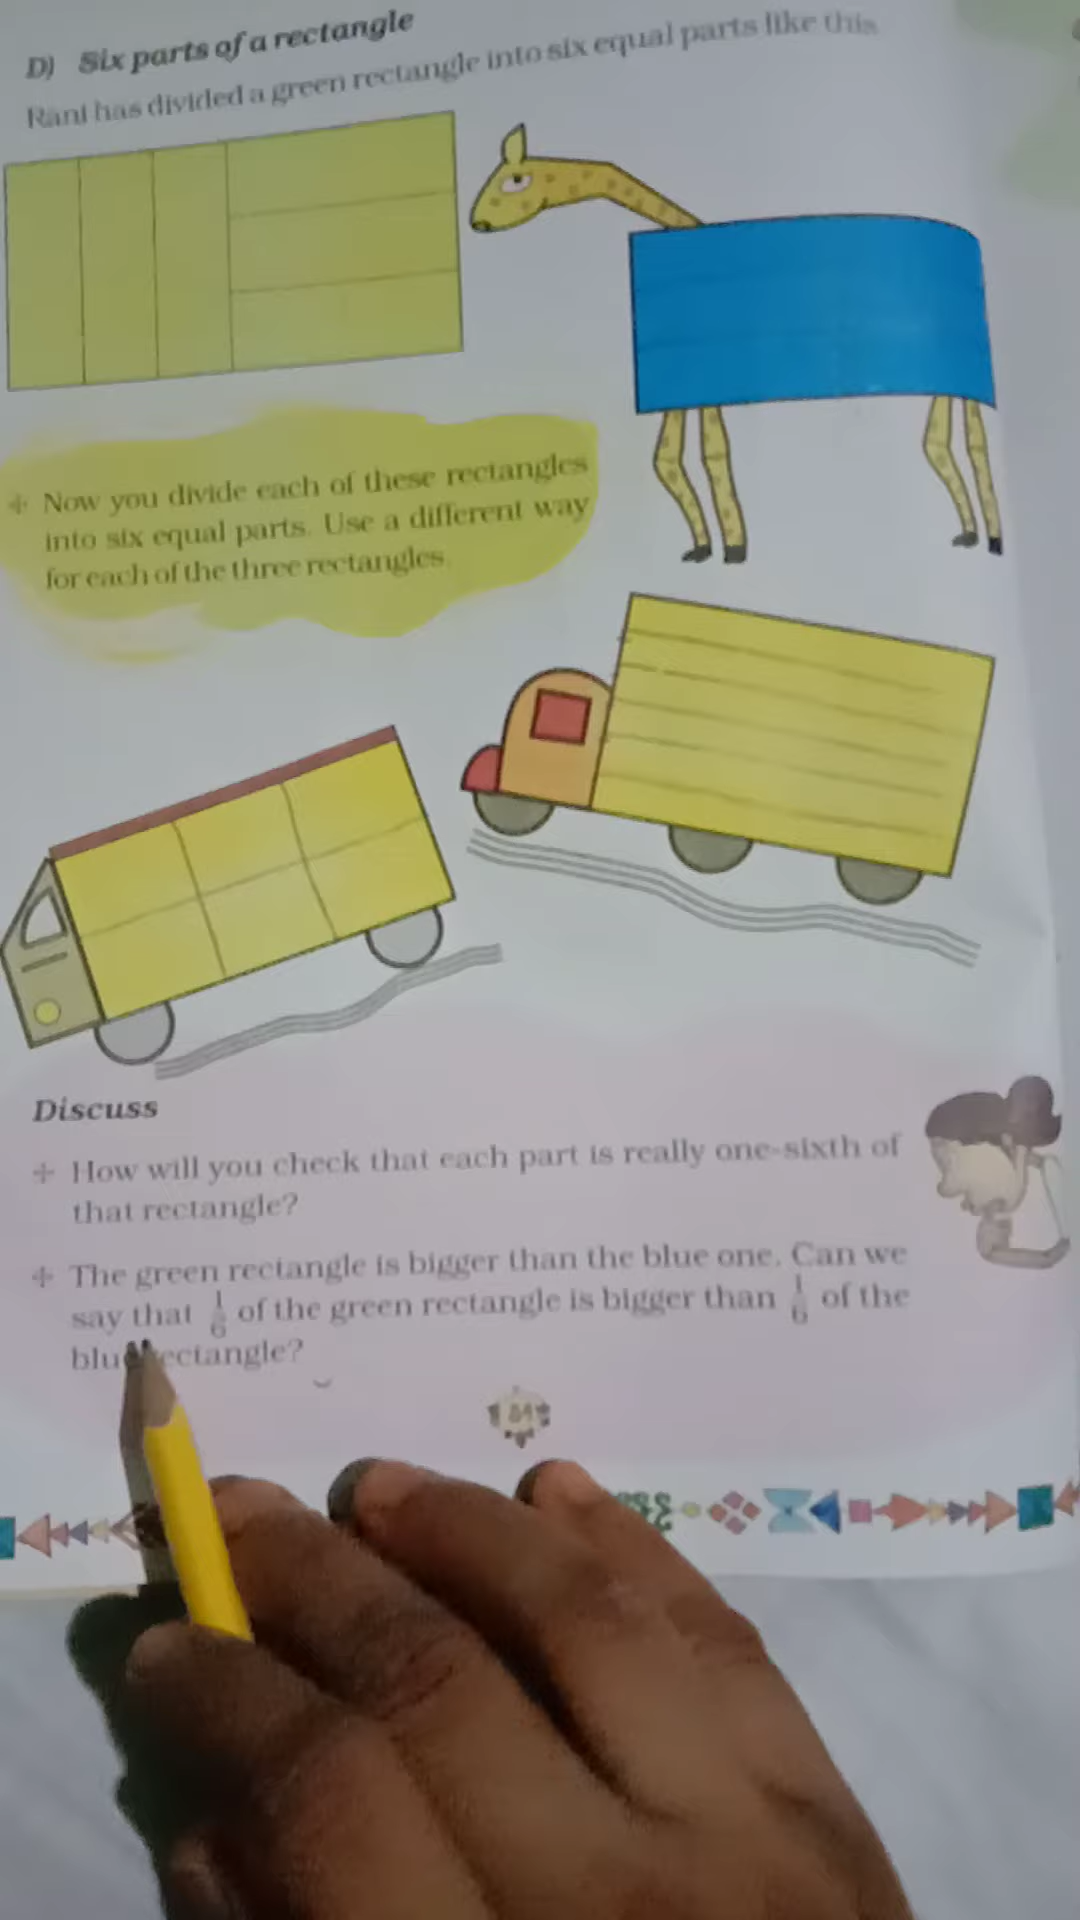 D) Six parts of a rectangle
Rani has divided a green rectangle into six equal parts like this
Now you divide each of these rectangles
into six equal parts. Use a different way
for each of the three rectangles.
Discuss
How will you check that each part is really one-sixth of
that rectangle?
The green rectangle is bigger than the blue one. Can we
say that 1/6 of the green rectangle is bigger than 1/6 of the
blue rectangle?